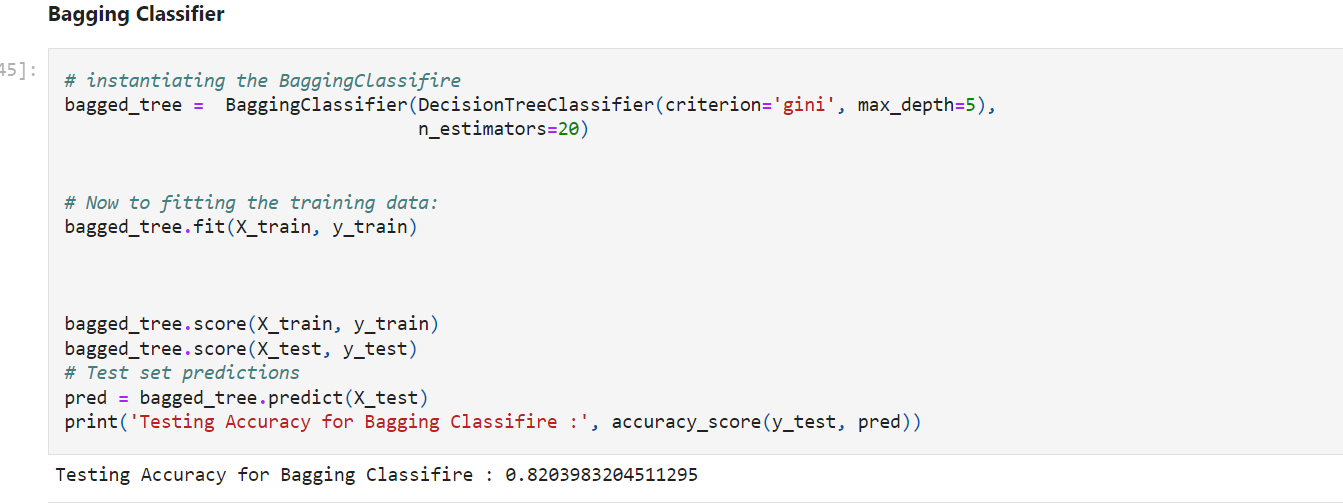 Bagging Classifier
45]:
# instantiating the BaggingClassifire
bagged_tree =  BaggingClassifier(DecisionTreeClassifier(criterion='gini', max_depth=5),
n_estimators=20)
# Now to fitting the training data:
bagged_tree.fit(X_train, y_train)
bagged_tree.score(X_train, y_train)
bagged_tree.score(X_test, y_test)
# Test set predictions
pred = bagged_tree.predict(X_test)
print('Testing Accuracy for Bagging Classifire :', accuracy_score(y_test, pred))
Testing Accuracy for Bagging Classifire : 0.8203983204511295